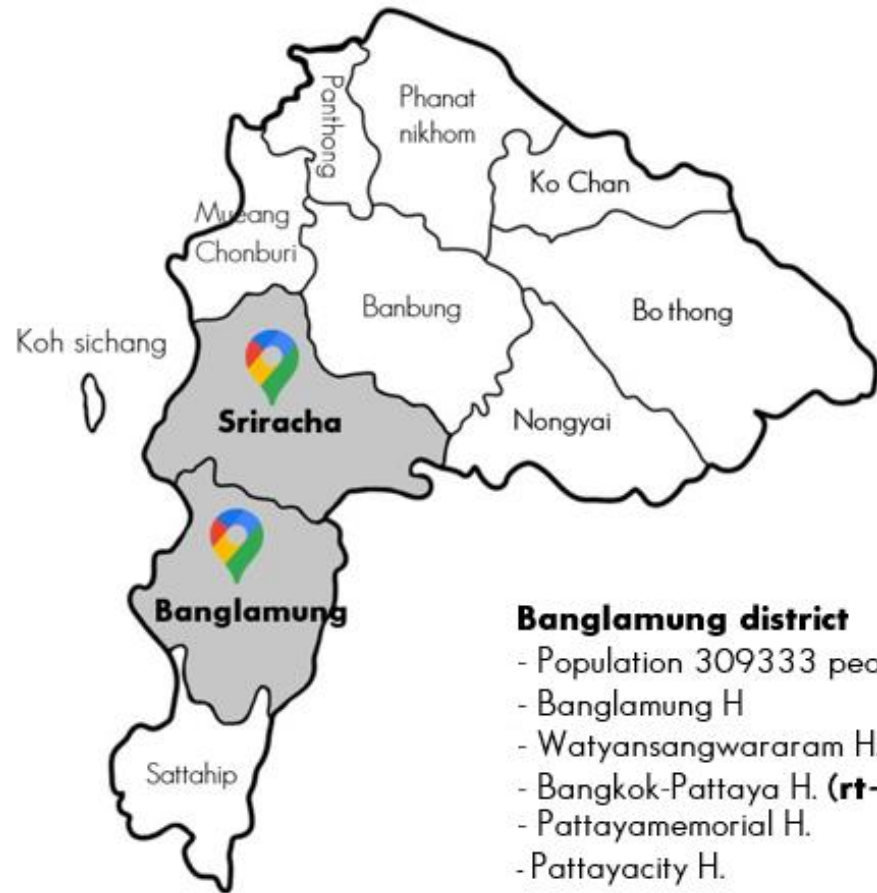 Panthong
Phanat
nikhom
Ko Chan
Mueang
Chonburi
Banbung
Bo thong
Koh sichang
Sriracha
Nongyai
Banglamung
Sattahip
Banglamung district
- Population 309333
- Banglamung H
- Watyansangwararam H.
- Bangkok-Pattaya H. (rt-
- Pattayamemorial H.
- Pattayacity H.